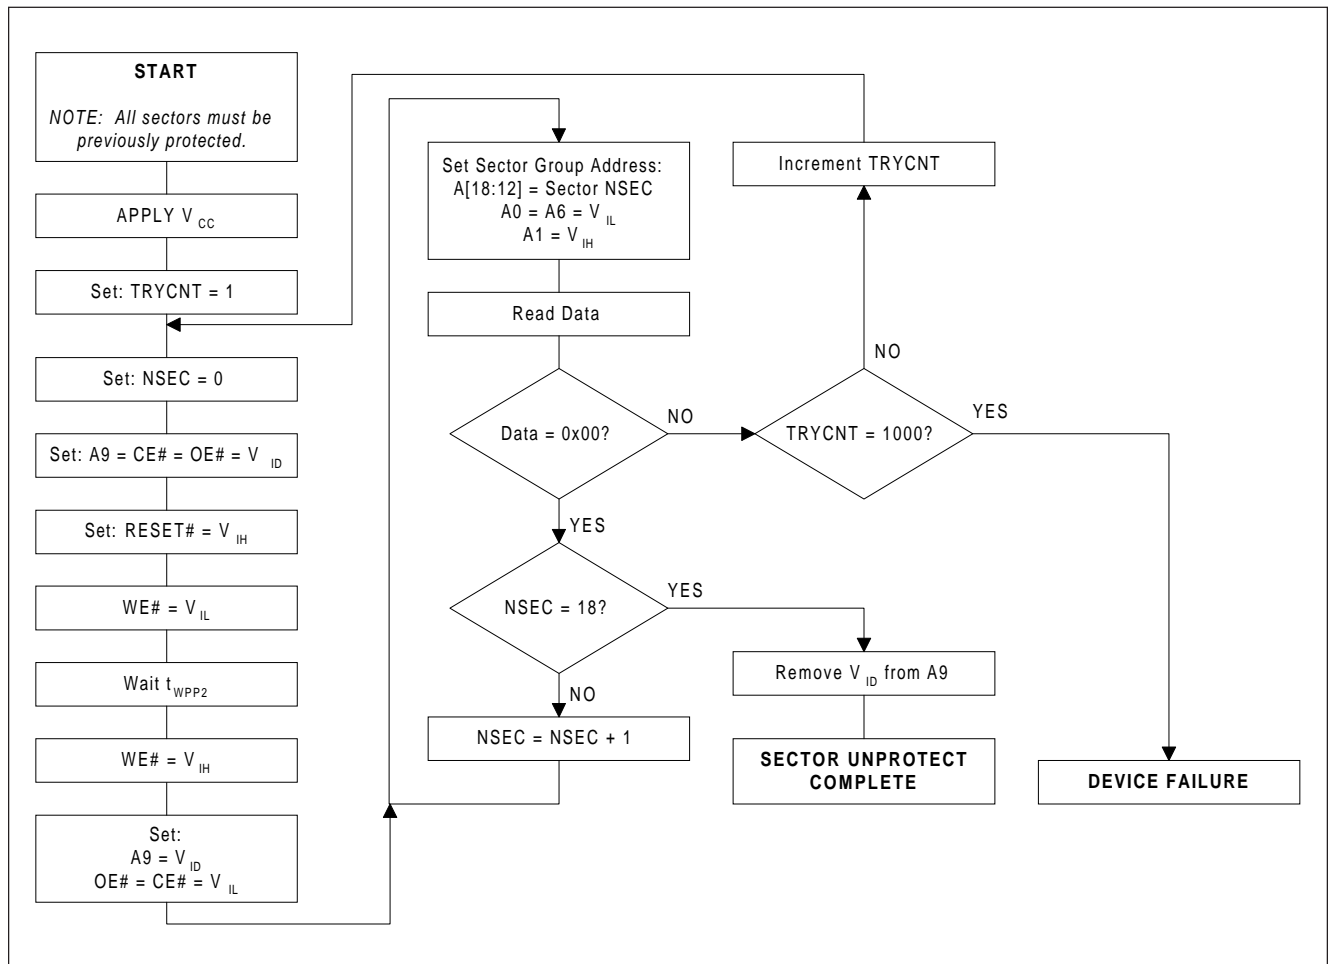 START
NOTE: All sectors must be
previously protected.
APPLY V CC
Set: TRYCNT = 1
Set: NSEC = 0
Set: A9 = CE# = OE# = V ID
Set: RESET# = V IH
WE# = V IL
Wait t WPP2
WE# = V IH
Set:
A9 = V ID
OE# = CE# = V IL
Set Sector Group Address:
A[18:12] = Sector NSEC
A0 = A6 = V IL
A1 = V IH
Read Data
Data = 0x00?
NO
YES
NSEC = 18?
YES
NO
NSEC = NSEC + 1
Increment TRYCNT
NO
TRYCNT = 1000?
YES
Remove V ID from A9
SECTOR UNPROTECT
COMPLETE
DEVICE FAILURE